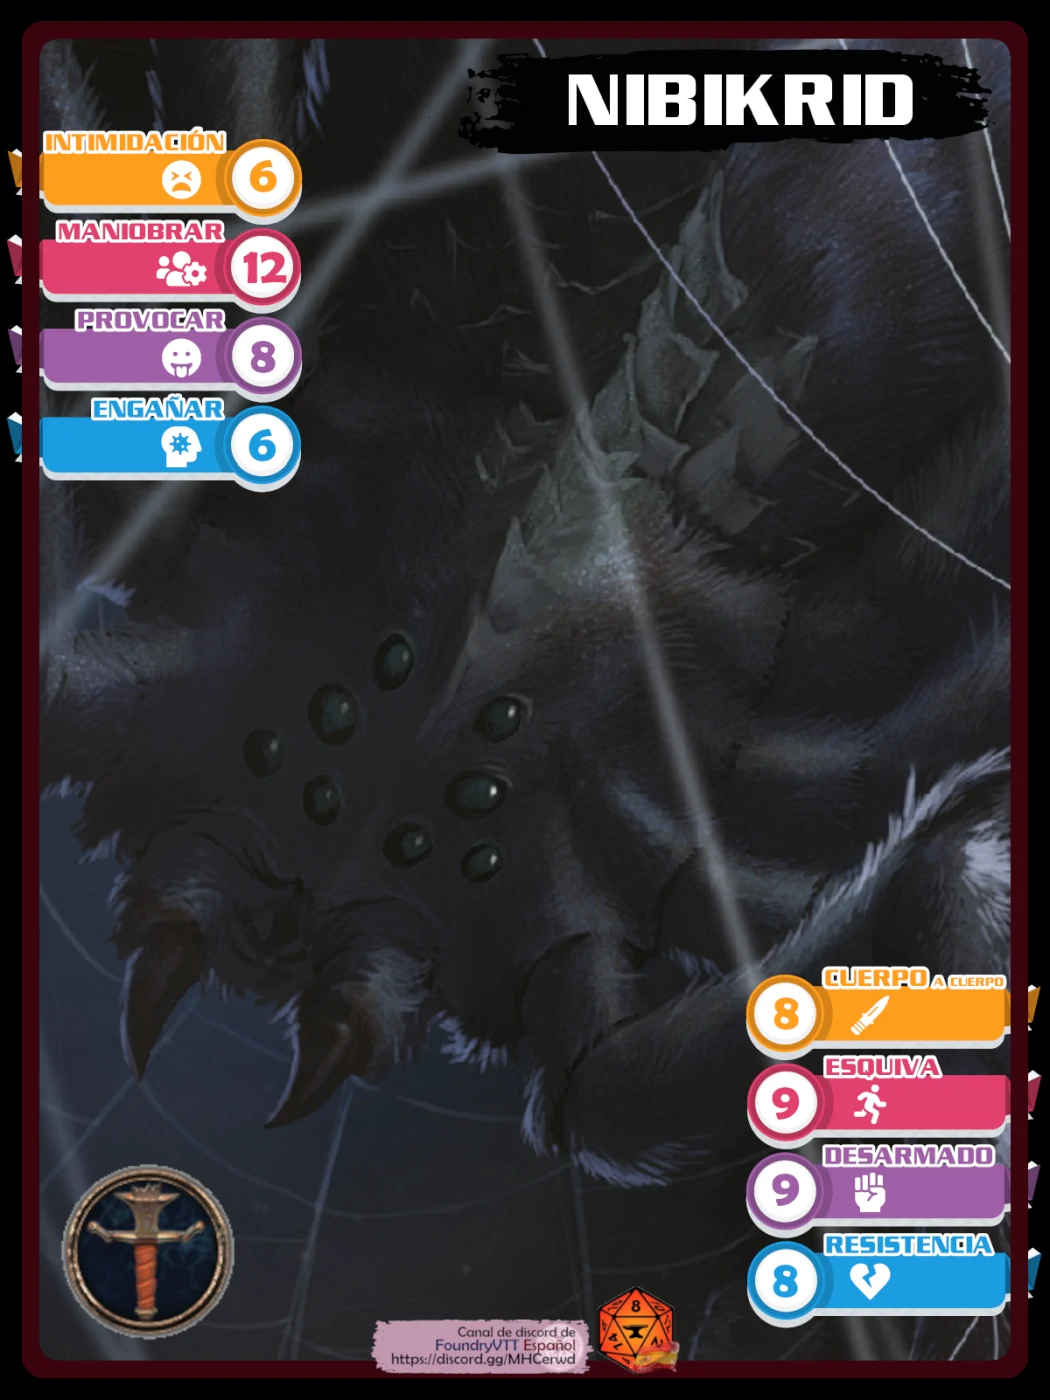 NIBIKRID
INTIMIDACIÓN
6
MANIOBRAR
12
PROVOCAR
8
ENGAÑAR
6
CUERPO A CUERPO
8
ESQUIVA
9
DESARMADO
9
RESISTENCIA
8
Canal de discord de
FoundryVTT Español
https://discord.gg/MHCerwd
8